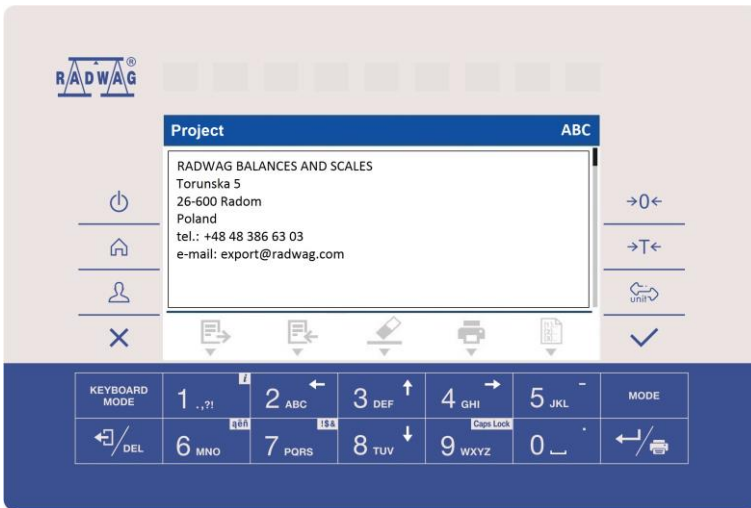 RADWAG®
Project ABC
RADWAG BALANCES AND SCALES
Torunska 5
26-600 Radom
Poland
tel.: +48 48 386 63 03
e-mail: export@radwag.com
→0←
→T←
unit
KEYBOARD MODE
1 .,?! i
2 ABC ←
3 DEF ↑
4 GHI →
5 JKL -
MODE
DEL
6 MNO ąèñ
7 PQRS !$&
8 TUV ↓
9 WXYZ Caps Lock
0 .